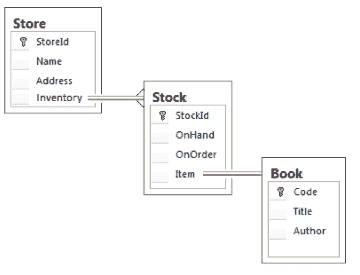 Store
StoreId
Name
Address
Inventory
Stock
StockId
OnHand
OnOrder
Item
Book
Code
Title
Author